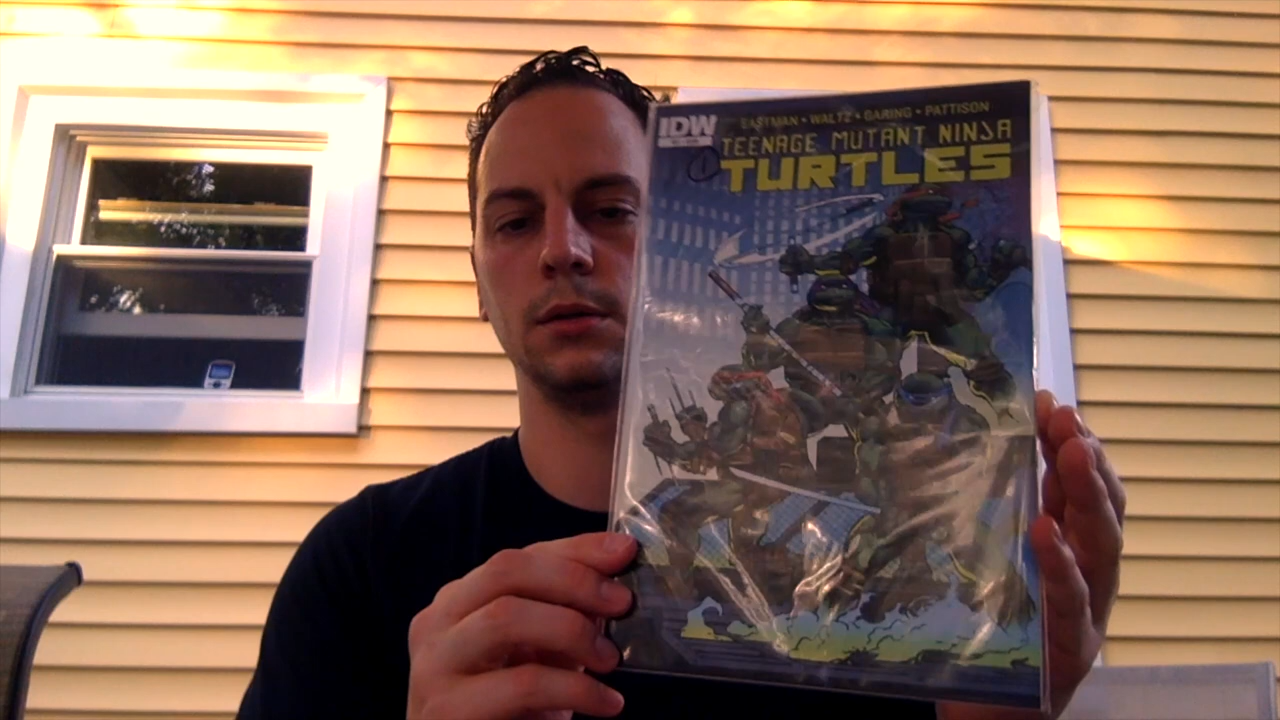 EASTMAN • WALTZ • GARING • PATTISON
IDW
TEENAGE MUTANT NINJA
TURTLES